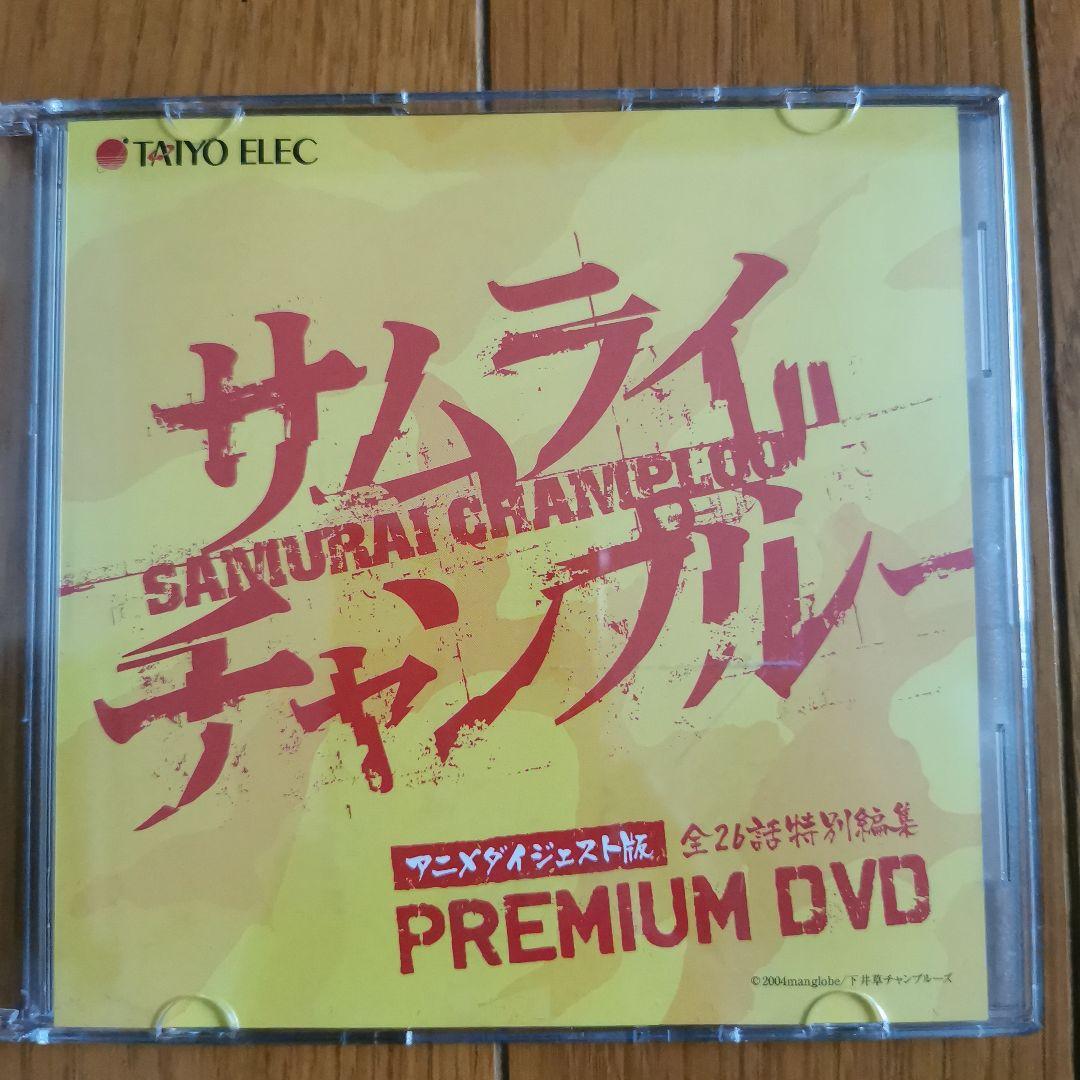 TAIYO ELEC
サムライ
SAMURAI CHAMPLOO
チャンプルー
アニメダイジェスト版 全26話特別編集
PREMIUM DVD
©2004manglobe/下井草チャンプルーズ